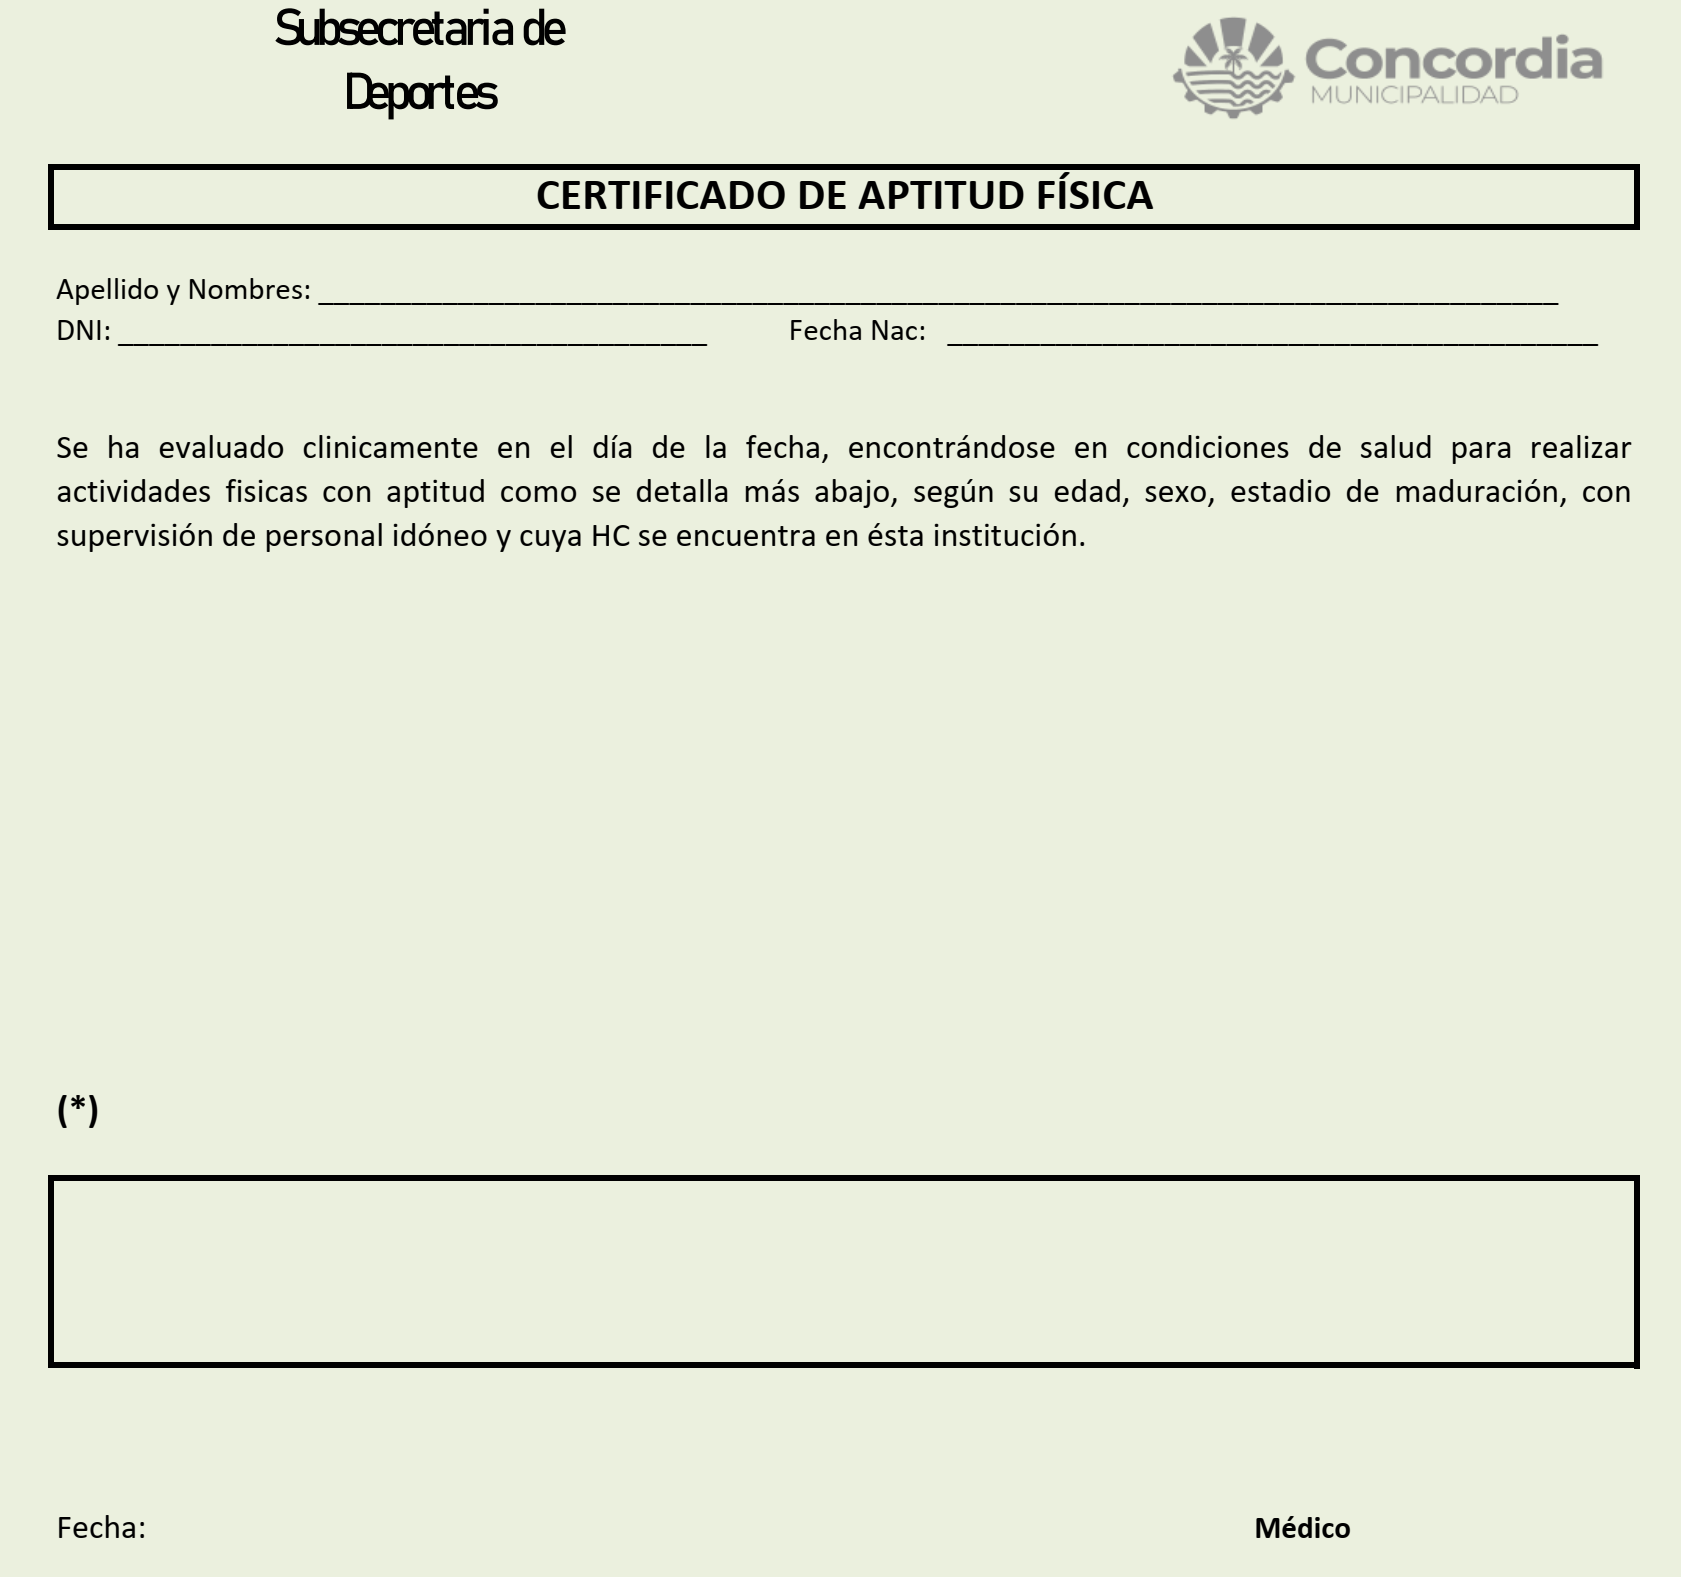 Subsecretaria de
Deportes
Concordia
MUNICIPALIDAD
CERTIFICADO DE APTITUD FÍSICA
Apellido y Nombres: ________________________________________________________________________________
DNI: ______________________________________ Fecha Nac: __________________________________________
Se ha evaluado clinicamente en el día de la fecha, encontrándose en condiciones de salud para realizar
actividades fisicas con aptitud como se detalla más abajo, según su edad, sexo, estadio de maduración, con
supervisión de personal idóneo y cuya HC se encuentra en ésta institución.
(*)
Fecha: Médico